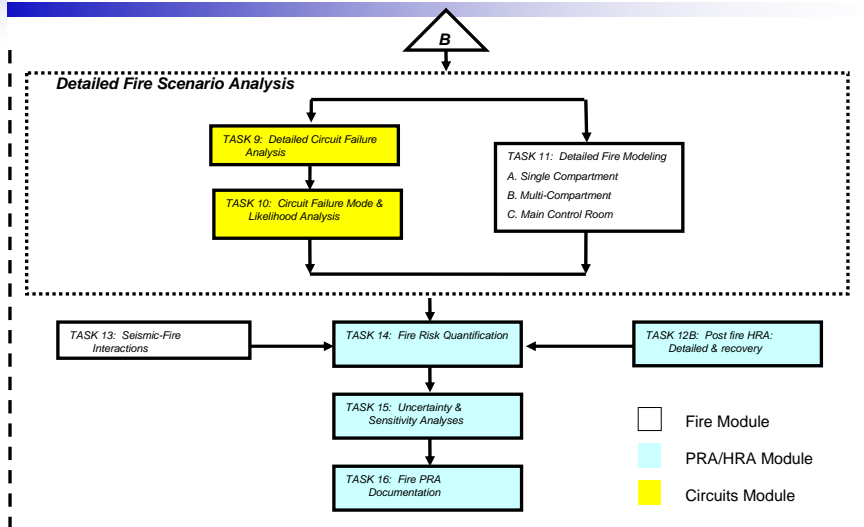 B
Detailed Fire Scenario Analysis
TASK 9: Detailed Circuit Failure
Analysis
TASK 10: Circuit Failure Mode &
Likelihood Analysis
TASK 11: Detailed Fire Modeling
A. Single Compartment
B. Multi-Compartment
C. Main Control Room
TASK 13: Seismic-Fire
Interactions
TASK 14: Fire Risk Quantification
TASK 12B: Post fire HRA:
Detailed & recovery
TASK 15: Uncertainty &
Sensitivity Analyses
TASK 16: Fire PRA
Documentation
Fire Module
PRA/HRA Module
Circuits Module